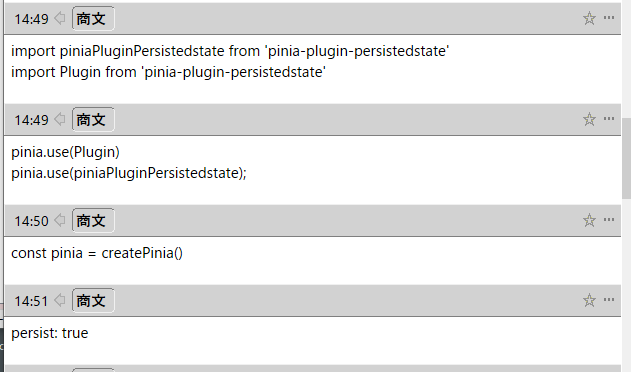 14:49 商文
import piniaPluginPersistedstate from 'pinia-plugin-persistedstate'
import Plugin from 'pinia-plugin-persistedstate'
14:49 商文
pinia.use(Plugin)
pinia.use(piniaPluginPersistedstate);
14:50 商文
const pinia = createPinia()
14:51 商文
persist: true